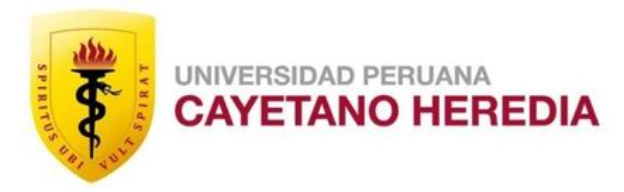 SPIRITUS UBI VULT SPIRAT
UNIVERSIDAD PERUANA
CAYETANO HEREDIA